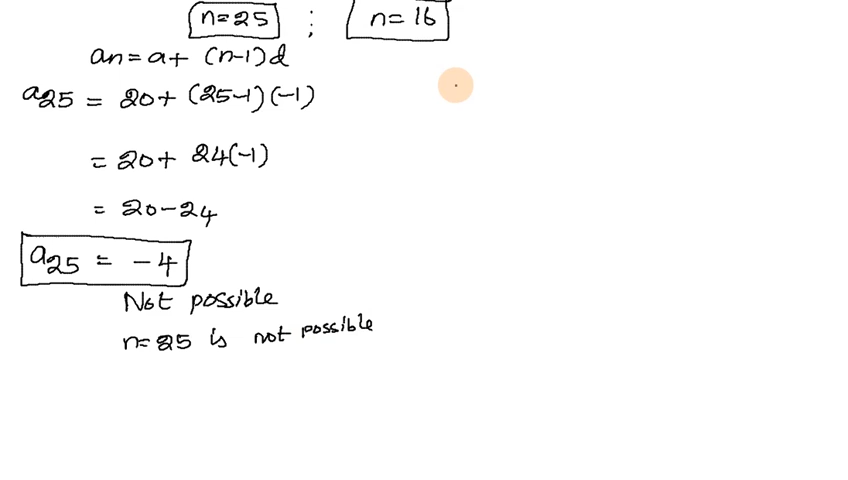 n=25 ; n=16
an = a + (n-1)d
a25 = 20+ (25-1)(-1)
= 20+ 24(-1)
= 20-24
a25 = -4
Not possible
n=25 is not possible